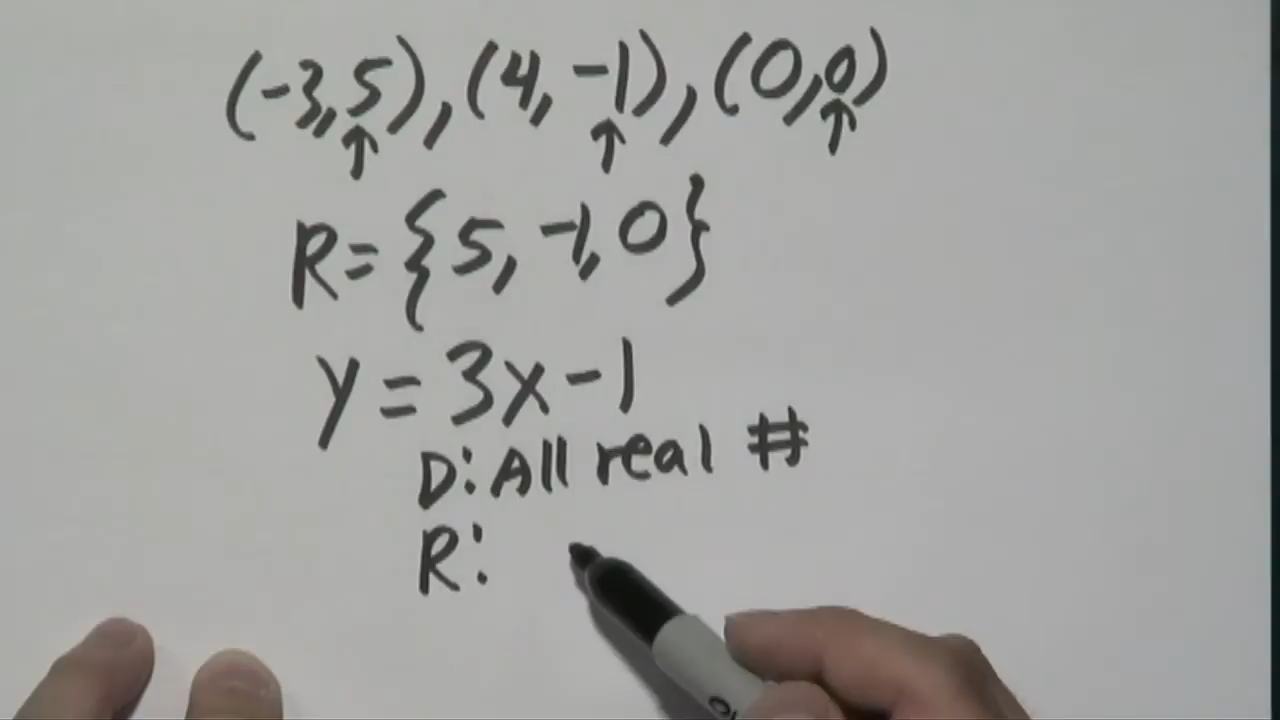 (-3,5), (4, -1), (0,0)
R= {5, -1, 0}
y = 3x - 1
D: All real #
R: